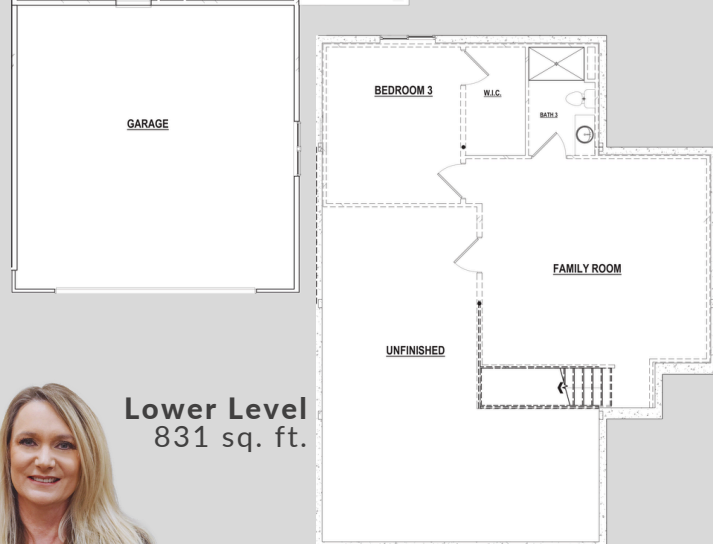 GARAGE
BEDROOM 3
W.I.C.
BATH 3
FAMILY ROOM
UNFINISHED
Lower Level
831 sq. ft.